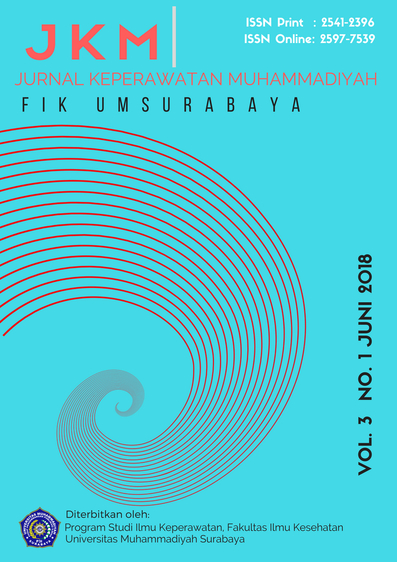 JKM
ISSN Print : 2541-2396
ISSN Online: 2597-7539
JURNAL KEPERAWATAN MUHAMMADIYAH
FIK UMSURABAYA
VOL. 3 NO. 1 JUNI 2018
Diterbitkan oleh:
Program Studi Ilmu Keperawatan, Fakultas Ilmu Kesehatan
Universitas Muhammadiyah Surabaya